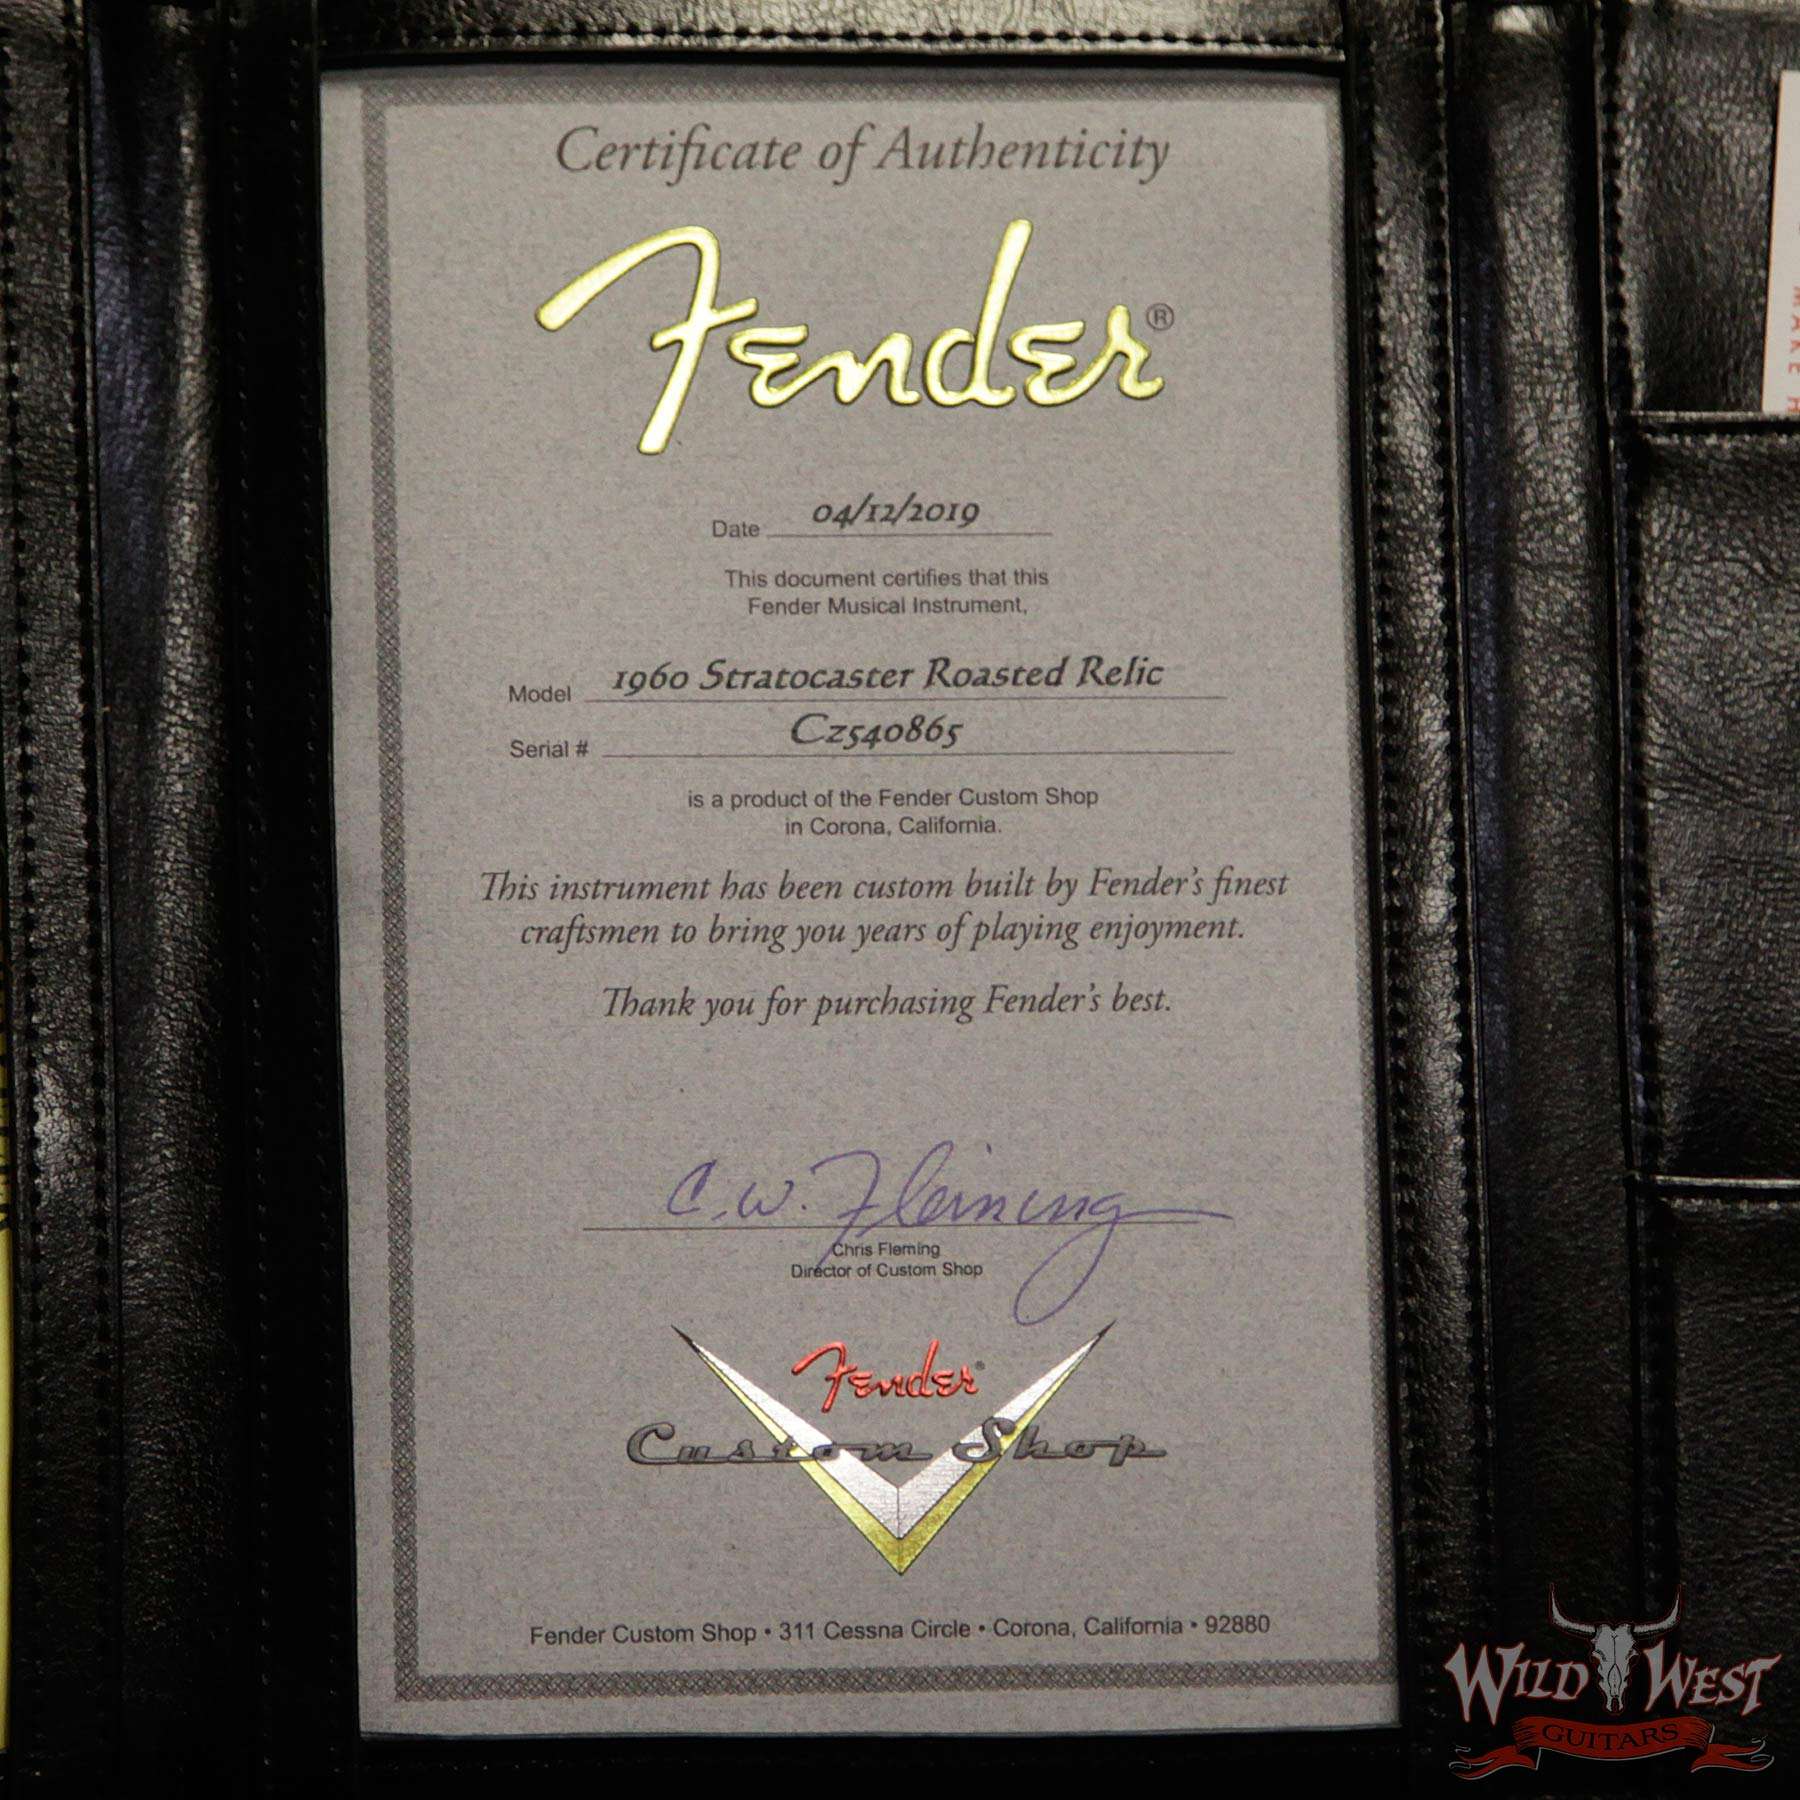 Certificate of Authenticity
Fender®
Date 04/12/2019
This document certifies that this
Fender Musical Instrument,
Model 1960 Stratocaster Roasted Relic
Serial # Cz540865
is a product of the Fender Custom Shop
in Corona, California.
This instrument has been custom built by Fender's finest
craftsmen to bring you years of playing enjoyment.
Thank you for purchasing Fender's best.
C.W. Fleming
Chris Fleming
Director of Custom Shop
Fender®
Custom Shop
Fender Custom Shop • 311 Cessna Circle • Corona, California • 92880
MAKE
WILD WEST
GUITARS